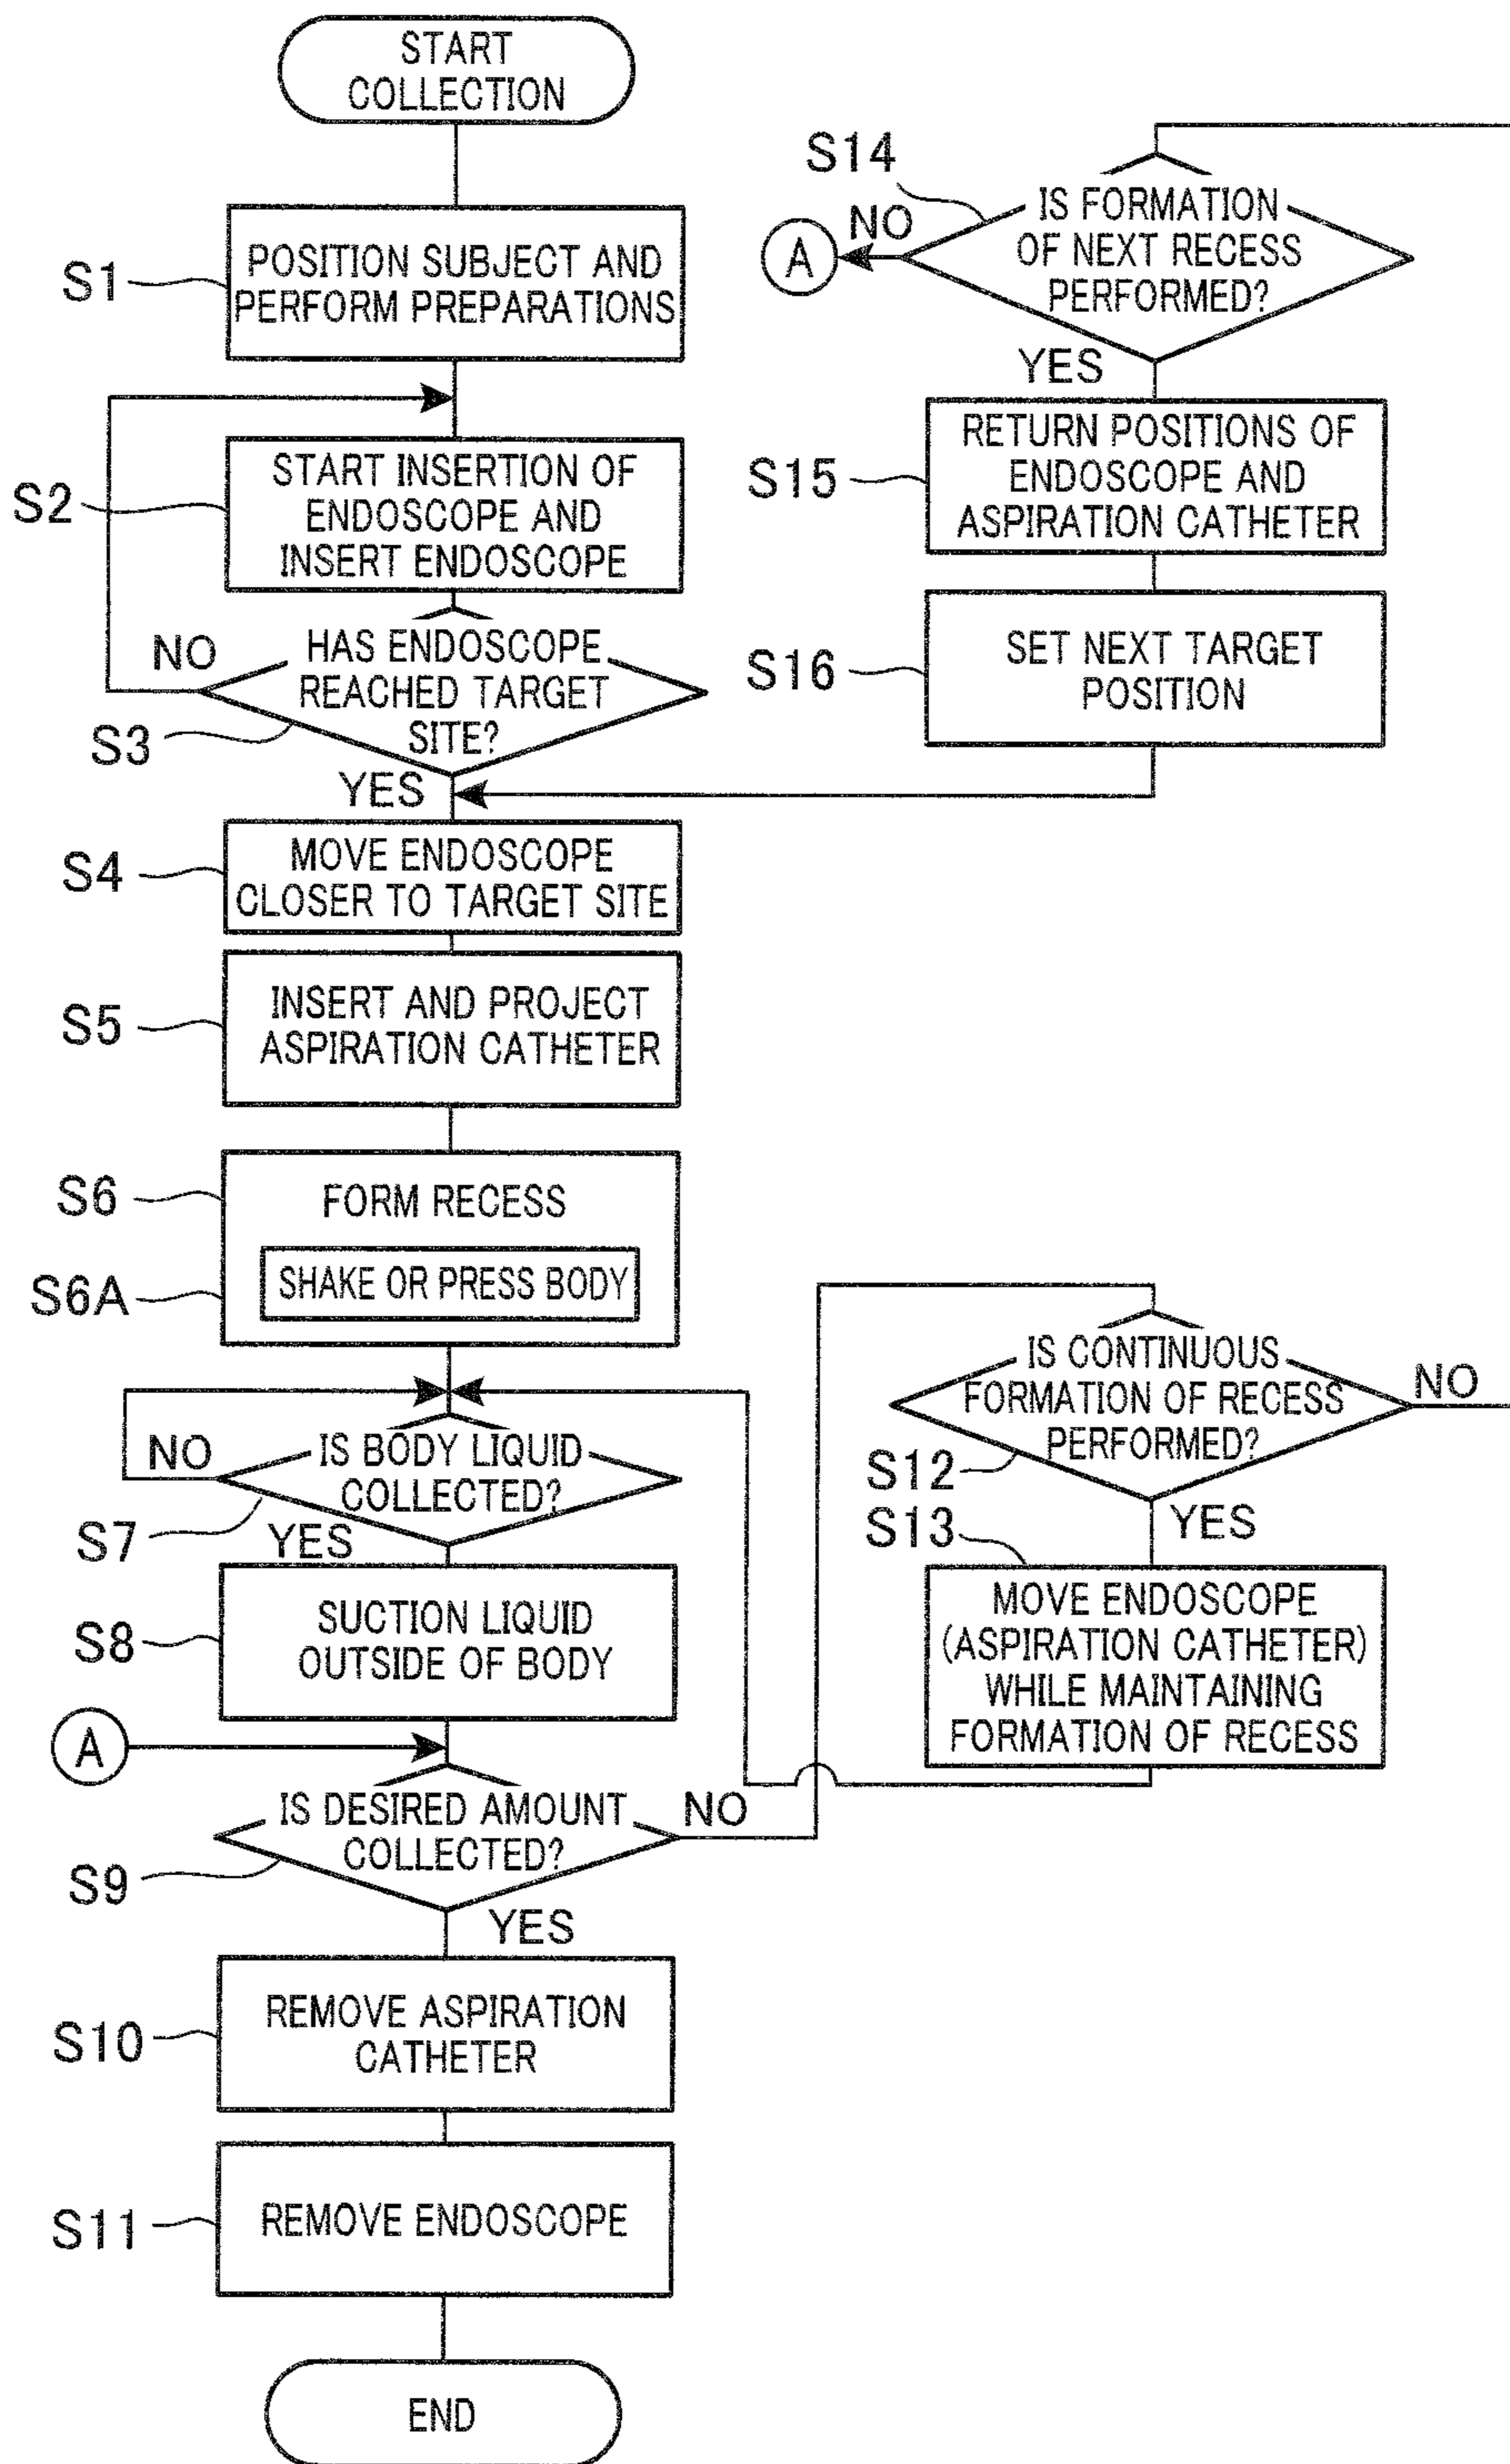 START
COLLECTION
S1
POSITION SUBJECT AND
PERFORM PREPARATIONS
S2
START INSERTION OF
ENDOSCOPE AND
INSERT ENDOSCOPE
NO
HAS ENDOSCOPE
REACHED TARGET
SITE?
S3
YES
S4
MOVE ENDOSCOPE
CLOSER TO TARGET SITE
S5
INSERT AND PROJECT
ASPIRATION CATHETER
S6
FORM RECESS
S6A
SHAKE OR PRESS BODY
NO
IS BODY LIQUID
COLLECTED?
S7
YES
S8
SUCTION LIQUID
OUTSIDE OF BODY
A
IS DESIRED AMOUNT
COLLECTED?
NO
S9
YES
S10
REMOVE ASPIRATION
CATHETER
S11
REMOVE ENDOSCOPE
END
S14
NO
A
IS FORMATION
OF NEXT RECESS
PERFORMED?
YES
S15
RETURN POSITIONS OF
ENDOSCOPE AND
ASPIRATION CATHETER
S16
SET NEXT TARGET
POSITION
IS CONTINUOUS
FORMATION OF RECESS
PERFORMED?
NO
S12
YES
S13
MOVE ENDOSCOPE
(ASPIRATION CATHETER)
WHILE MAINTAINING
FORMATION OF RECESS